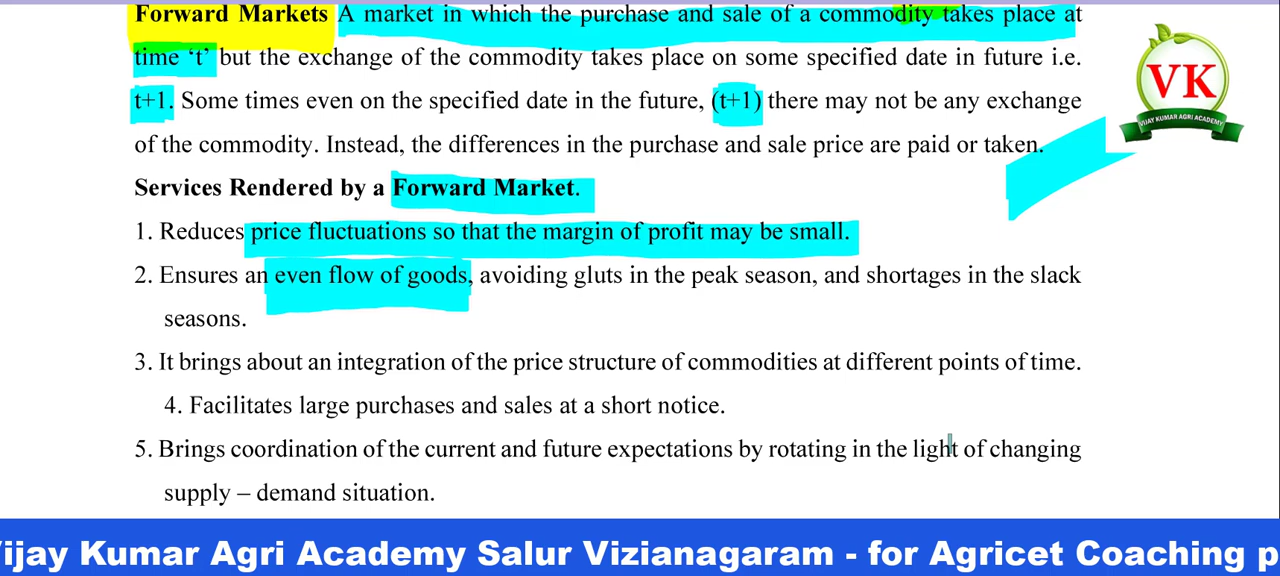 Forward Markets A market in which the purchase and sale of a commodity takes place at
time ‘t’ but the exchange of the commodity takes place on some specified date in future i.e.
t+1. Some times even on the specified date in the future, (t+1) there may not be any exchange
of the commodity. Instead, the differences in the purchase and sale price are paid or taken.
Services Rendered by a Forward Market.
1. Reduces price fluctuations so that the margin of profit may be small.
2. Ensures an even flow of goods, avoiding gluts in the peak season, and shortages in the slack
seasons.
3. It brings about an integration of the price structure of commodities at different points of time.
4. Facilitates large purchases and sales at a short notice.
5. Brings coordination of the current and future expectations by rotating in the light of changing
supply – demand situation.
VK
VIJAY KUMAR AGRI ACADEMY
Vijay Kumar Agri Academy Salur Vizianagaram - for Agricet Coaching p